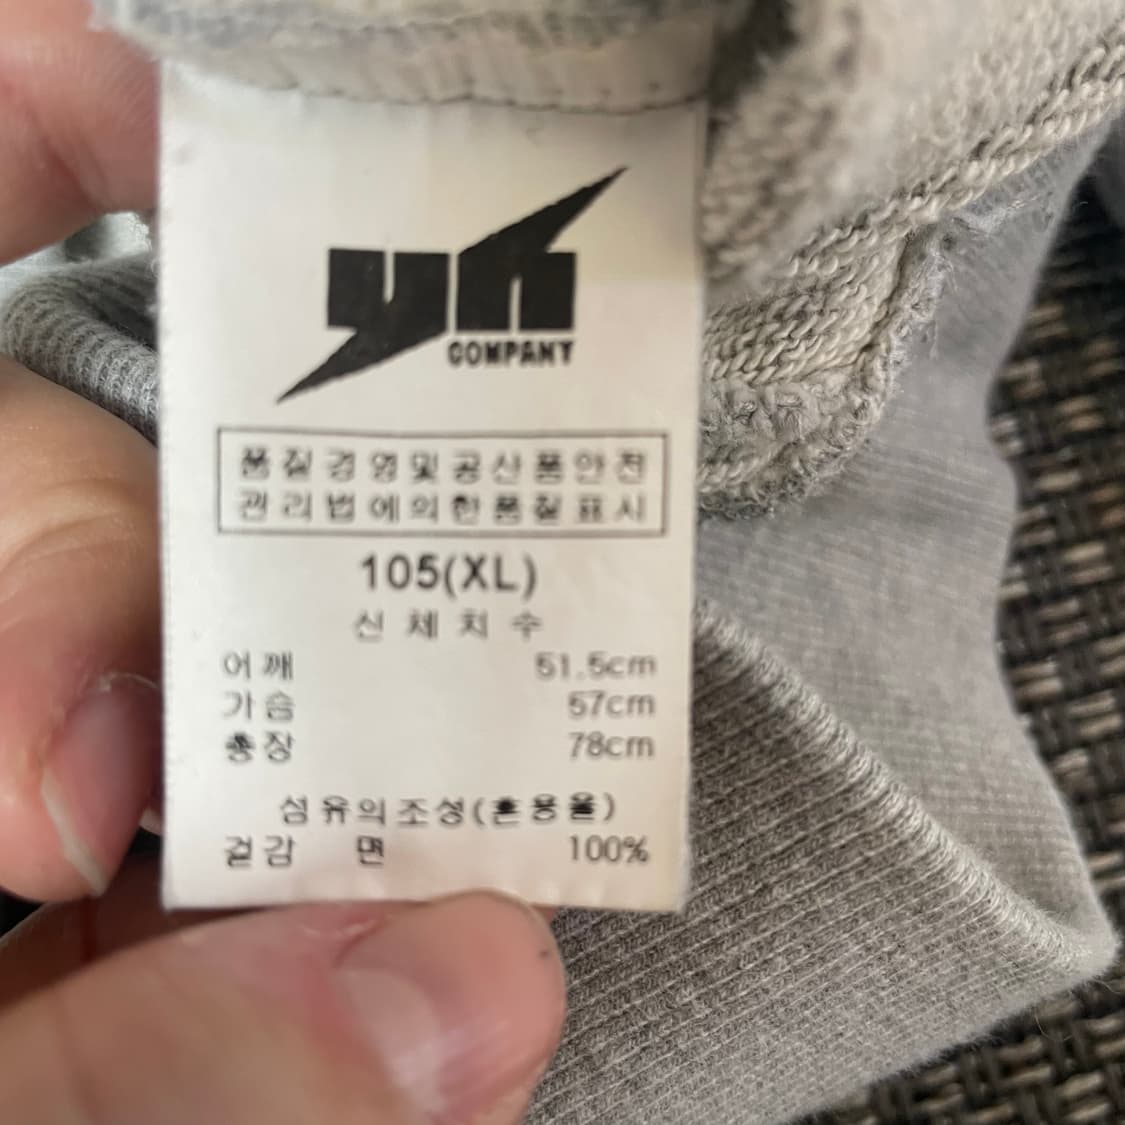 yh
COMPANY
품질경영및공산품안전
관리법에의한품질표시
105(XL)
신체치수
어깨 51.5cm
가슴 57cm
총장 78cm
섬유의조성(혼용율)
겉감 면 100%